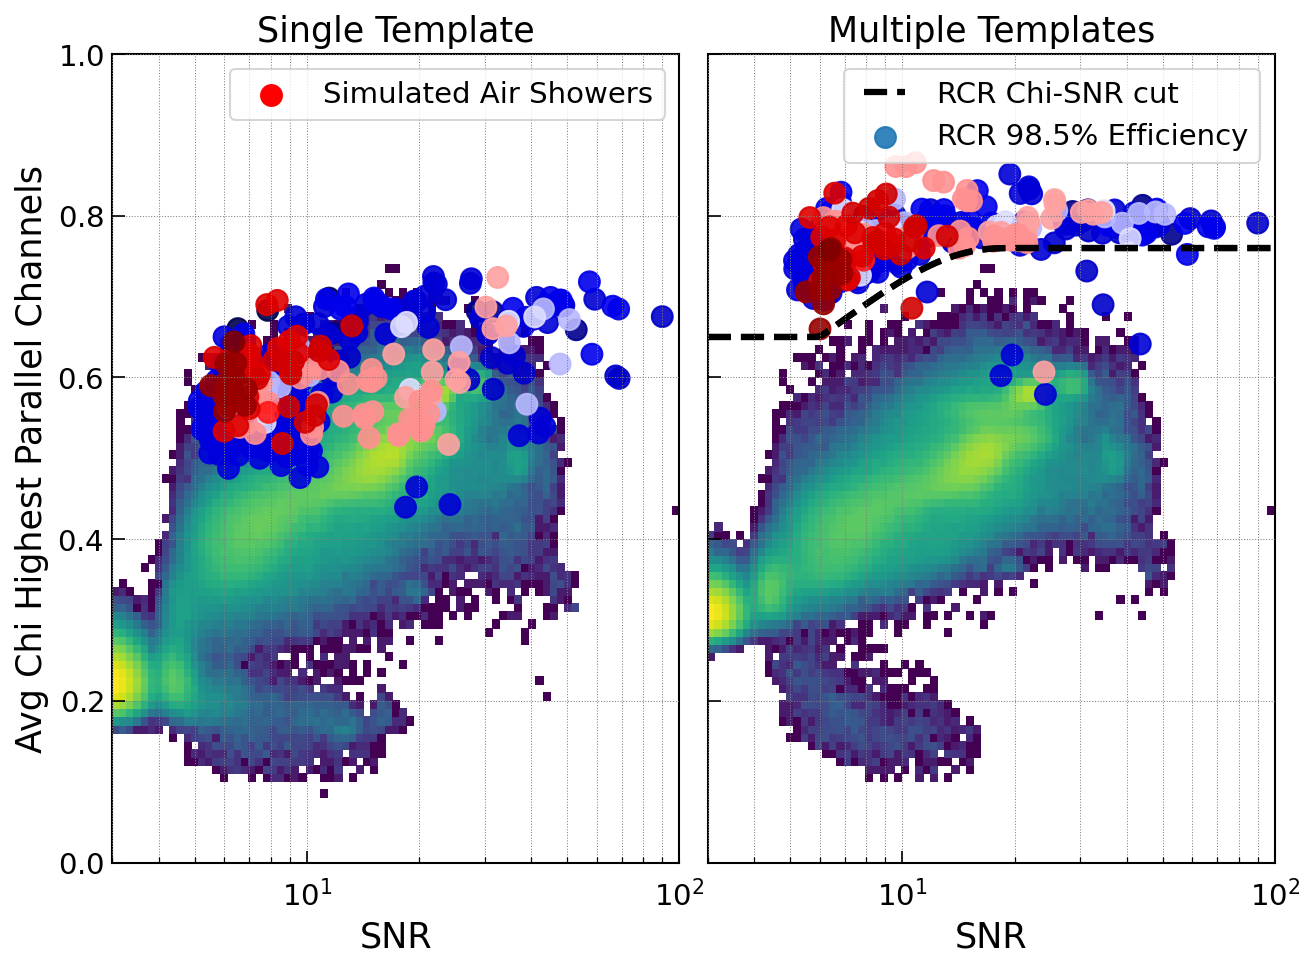 Single Template
Multiple Templates
Simulated Air Showers
RCR Chi-SNR cut
RCR 98.5% Efficiency
Avg Chi Highest Parallel Channels
1.0
0.8
0.6
0.4
0.2
0.0
10¹
10²
10¹
10²
SNR
SNR